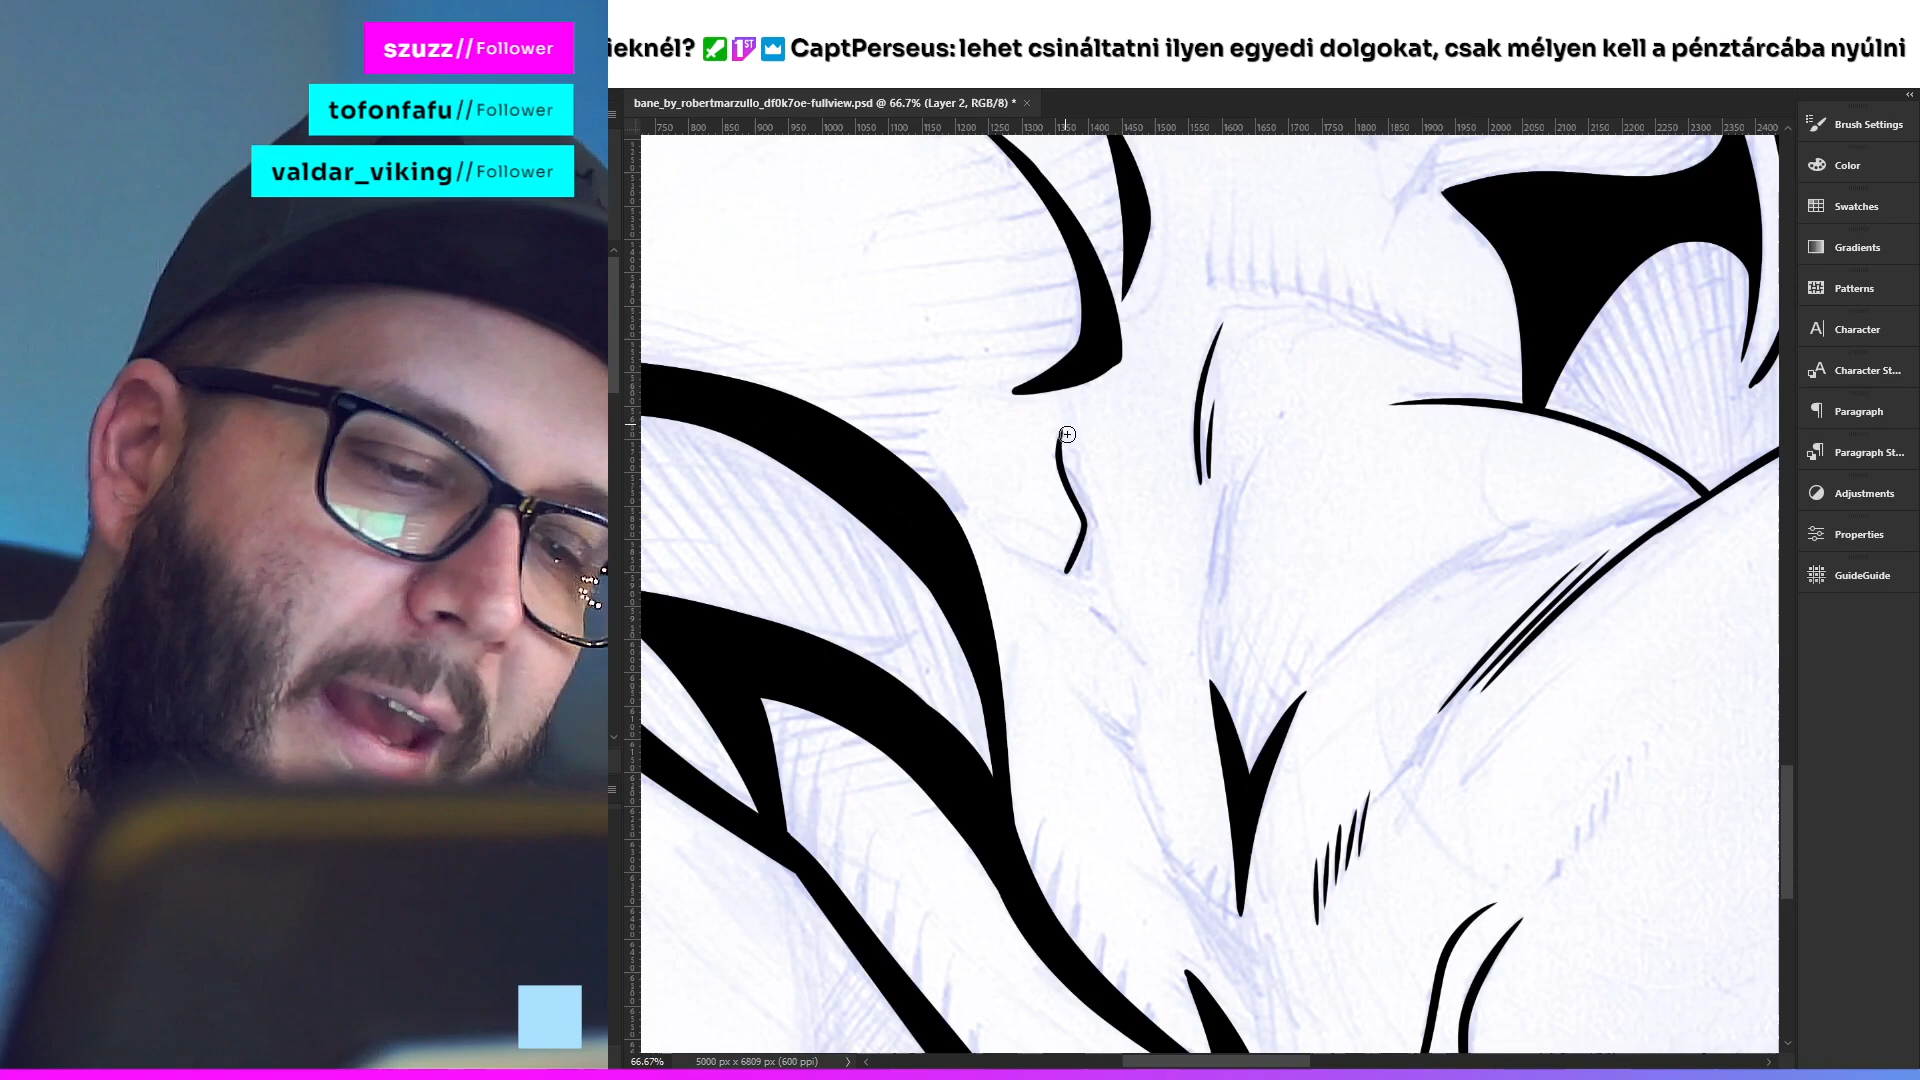 szuzz//Follower
tofonfafu//Follower
valdar_viking//Follower
ieknél? 1ST CaptPerseus: lehet csináltatni ilyen egyedi dolgokat, csak mélyen kell a pénztárcába nyúlni
bane_by_robertmarzullo_df0k7oe-fullview.psd @ 66.7% (Layer 2, RGB/8) *
750 800 850 900 950 1000 1050 1100 1150 1200 1250 1300 1350 1400 1450 1500 1550 1600 1650 1700 1750 1800 1850 1900 1950 2000 2050 2100 2150 2200 2250 2300 2350 2400
Brush Settings
Color
Swatches
Gradients
Patterns
Character
Character St...
Paragraph
Paragraph St...
Adjustments
Properties
GuideGuide
66.67% 5000 px x 6809 px (600 ppi)